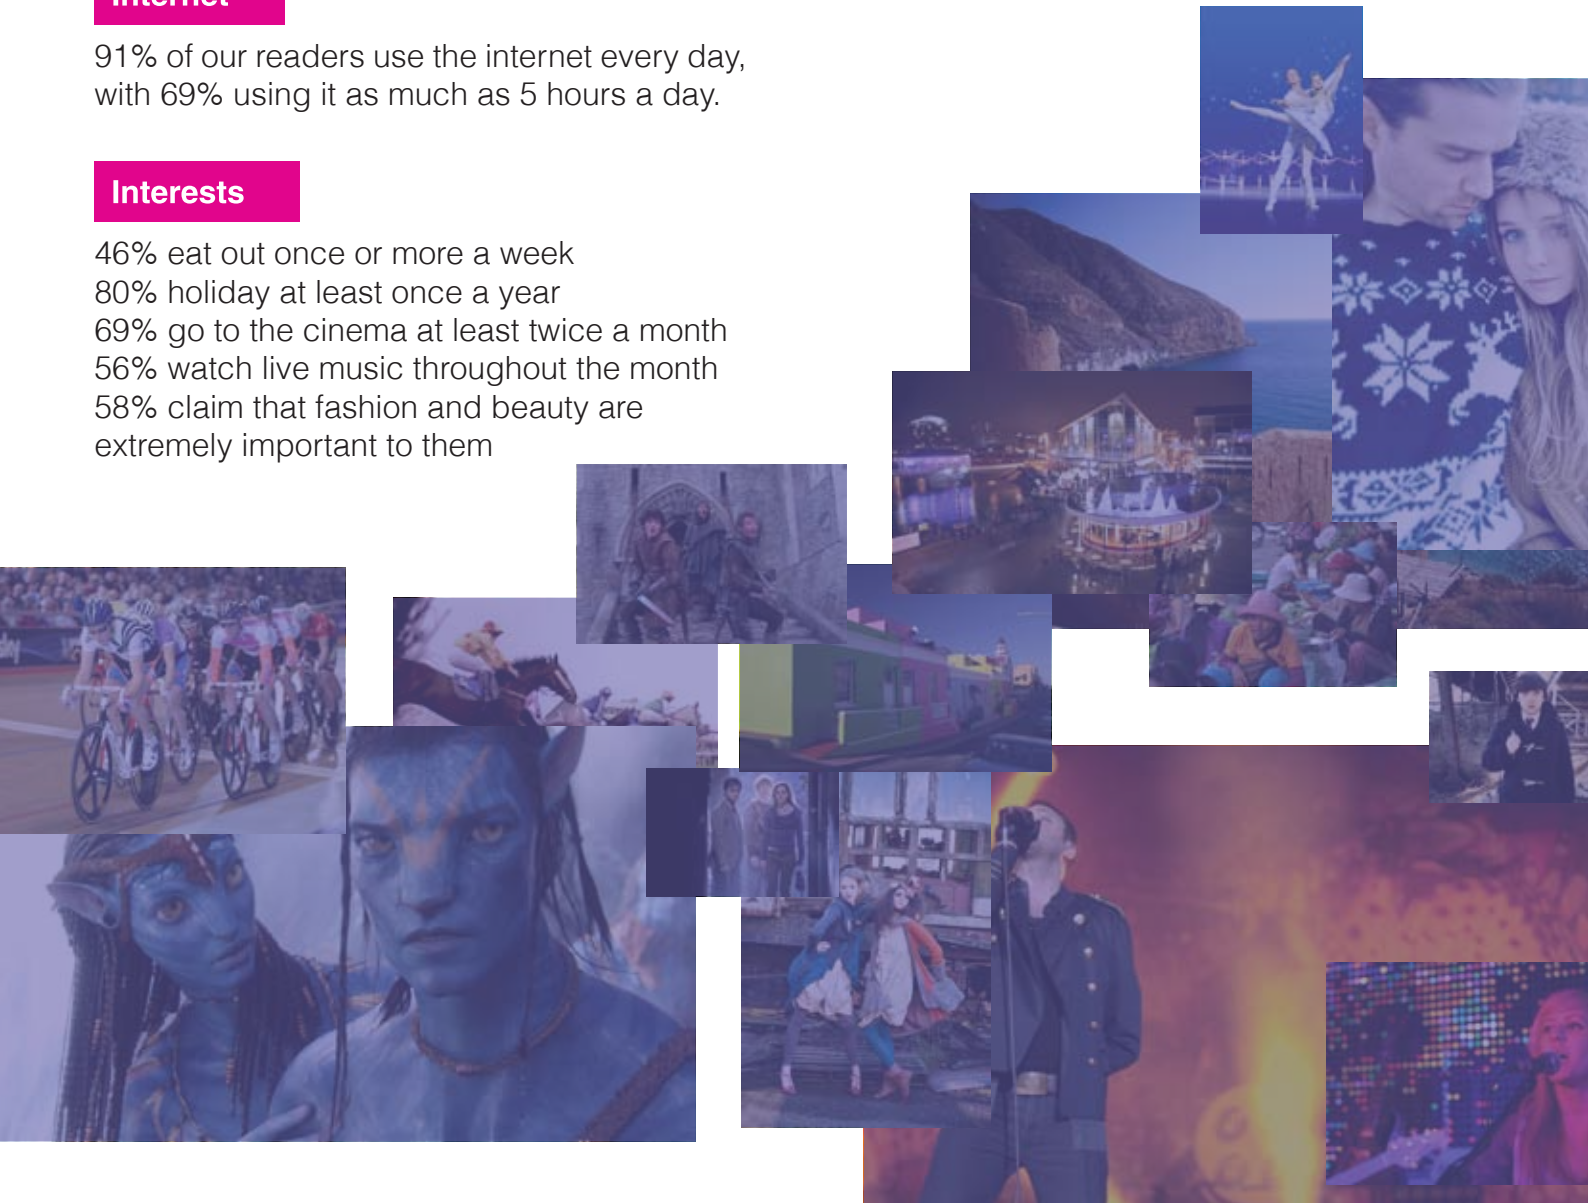 Internet
91% of our readers use the internet every day,
with 69% using it as much as 5 hours a day.
Interests
46% eat out once or more a week
80% holiday at least once a year
69% go to the cinema at least twice a month
56% watch live music throughout the month
58% claim that fashion and beauty are
extremely important to them